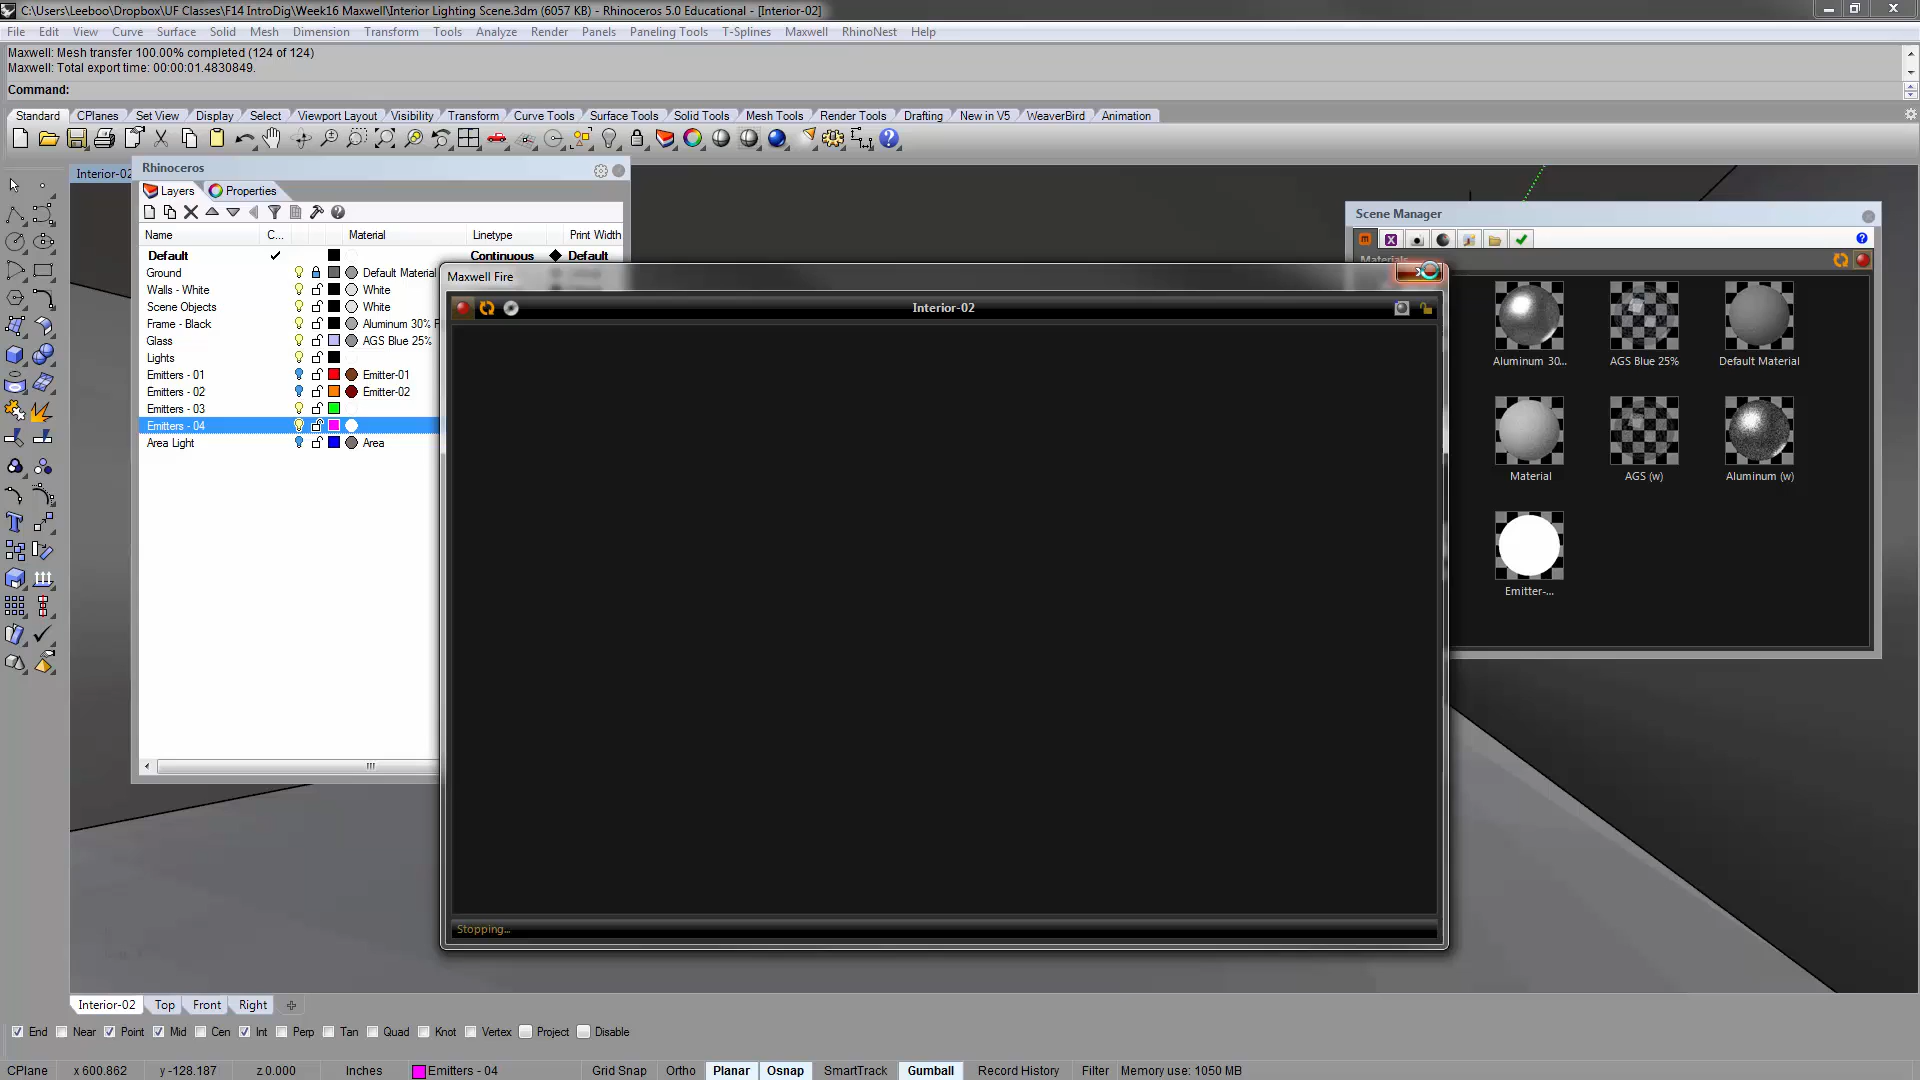 C:\Users\Leeboo\Dropbox\UF Classes\F14 IntroDig\Week16 Maxwell\Interior Lighting Scene.3dm (6057 KB) - Rhinoceros 5.0 Educational - [Interior-02]
File Edit View Curve Surface Solid Mesh Dimension Transform Tools Analyze Render Panels Paneling Tools T-Splines Maxwell RhinoNest Help
Maxwell: Mesh transfer 100.00% completed (124 of 124)
Maxwell: Total export time: 00:00:01.4830849.
Command:
Standard CPlanes Set View Display Select Viewport Layout Visibility Transform Curve Tools Surface Tools Solid Tools Mesh Tools Render Tools Drafting New in V5 WeaverBird Animation
Interior-02
Rhinoceros
Layers Properties
Name C... Material Linetype Print Width
Default Continuous Default
Ground Default Material
Walls - White White
Scene Objects White
Frame - Black Aluminum 30% F
Glass AGS Blue 25%
Lights
Emitters - 01 Emitter-01
Emitters - 02 Emitter-02
Emitters - 03
Emitters - 04
Area Light Area
Maxwell Fire
Interior-02
Stopping...
Scene Manager
Materials
Aluminum 30... AGS Blue 25% Default Material
Material AGS (w) Aluminum (w)
Emitter-...
Interior-02 Top Front Right
End Near Point Mid Cen Int Perp Tan Quad Knot Vertex Project Disable
CPlane x 600.862 y -128.187 z 0.000 Inches Emitters - 04 Grid Snap Ortho Planar Osnap SmartTrack Gumball Record History Filter Memory use: 1050 MB